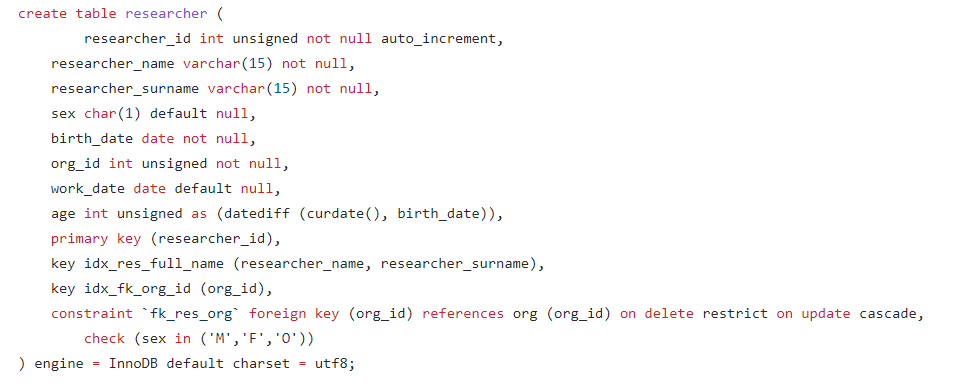 create table researcher (
        researcher_id int unsigned not null auto_increment,
    researcher_name varchar(15) not null,
    researcher_surname varchar(15) not null,
    sex char(1) default null,
    birth_date date not null,
    org_id int unsigned not null,
    work_date date default null,
    age int unsigned as (datediff (curdate(), birth_date)),
    primary key (researcher_id),
    key idx_res_full_name (researcher_name, researcher_surname),
    key idx_fk_org_id (org_id),
    constraint `fk_res_org` foreign key (org_id) references org (org_id) on delete restrict on update cascade,
        check (sex in ('M','F','O'))
) engine = InnoDB default charset = utf8;